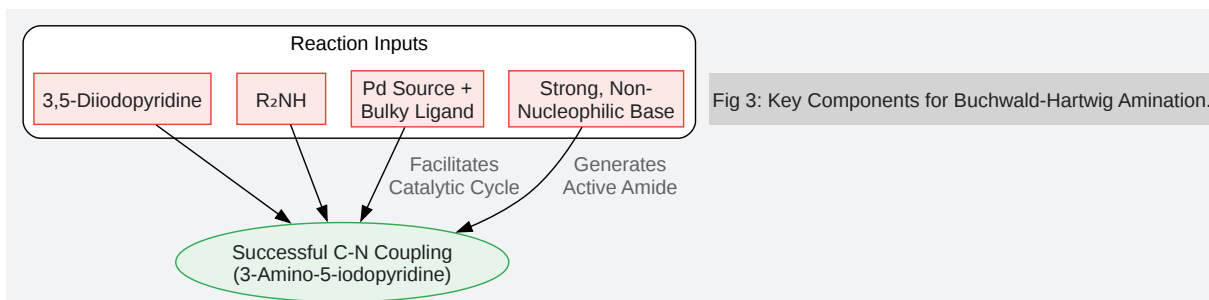 Reaction Inputs
3,5-Diiodopyridine
R₂NH
Pd Source +
Bulky Ligand
Strong, Non-
Nucleophilic Base
Fig 3: Key Components for Buchwald-Hartwig Amination.
Facilitates
Catalytic Cycle
Generates
Active Amide
Successful C-N Coupling
(3-Amino-5-iodopyridine)